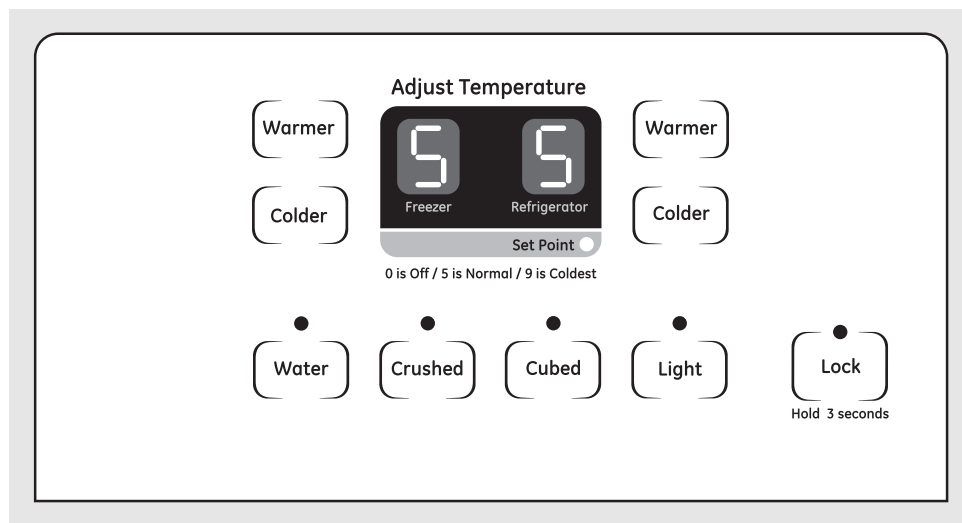 Adjust Temperature
Warmer
5 5
Warmer
Freezer Refrigerator
Colder
Colder
Set Point
0 is Off / 5 is Normal / 9 is Coldest
Water Crushed Cubed Light Lock
Hold 3 seconds